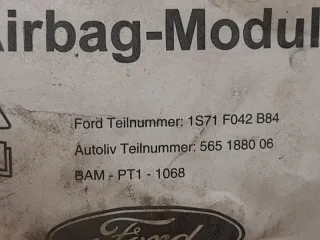 Airbag-Modul
Ford Teilnummer: 1S71 F042 B84
Autoliv Teilnummer: 565 1880 06
BAM - PT1 - 1068
Ford